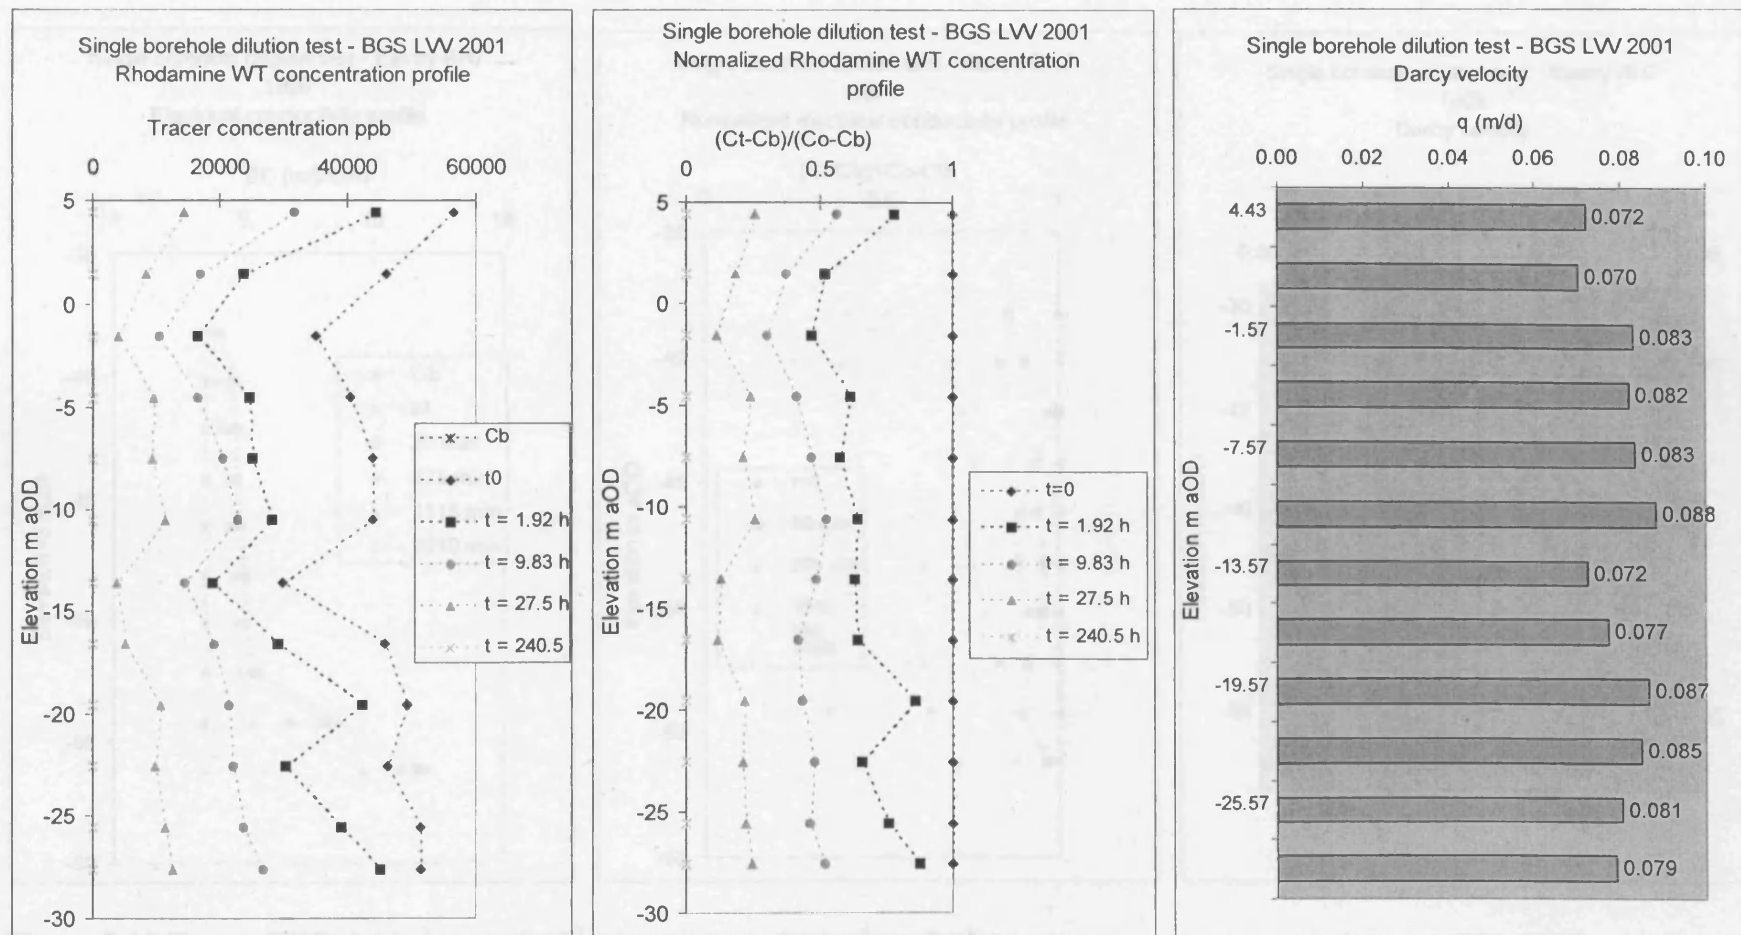 Single borehole dilution test - BGS LW 2001
Rhodamine WT concentration profile
Tracer concentration ppb
0 20000 40000 60000
5
0
-5
-10
-15
-20
-25
-30
Elevation m aOD
Cb
t0
t = 1.92 h
t = 9.83 h
t = 27.5 h
t = 240.5
Single borehole dilution test - BGS LW 2001
Normalized Rhodamine WT concentration
profile
(Ct-Cb)/(Co-Cb)
0 0.5 1
5
0
-5
-10
-15
-20
-25
-30
Elevation m aOD
t=0
t = 1.92 h
t = 9.83 h
t = 27.5 h
t = 240.5 h
Single borehole dilution test - BGS LW 2001
Darcy velocity
q (m/d)
0.00 0.02 0.04 0.06 0.08 0.10
Elevation m aOD
4.43 0.072
0.070
-1.57 0.083
0.082
-7.57 0.083
0.088
-13.57 0.072
0.077
-19.57 0.087
0.085
-25.57 0.081
0.079